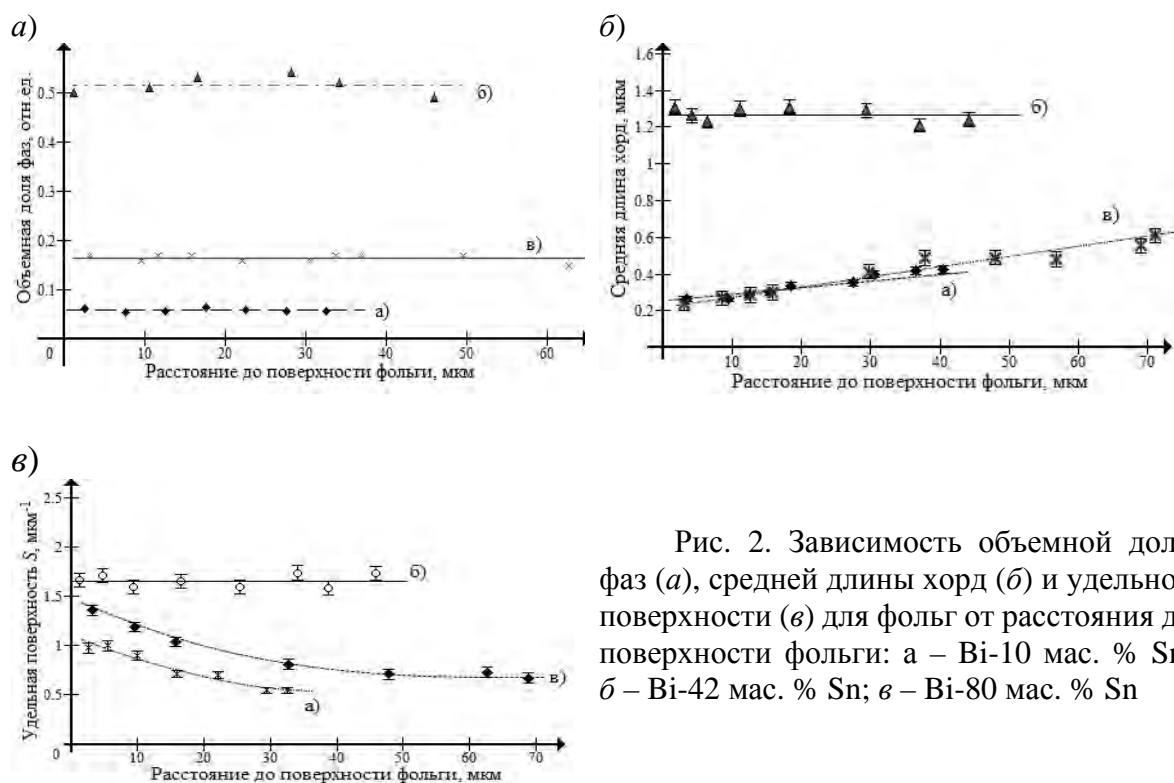 а)
Объемная доля фаз, отн.ед.
0.5
0.4
0.3
0.2
0.1
0
10
20
30
40
50
60
б)
в)
а)
Расстояние до поверхности фольги, мкм
б)
Средняя длина хорд, мкм
1.6
1.4
1.2
1
0.8
0.6
0.4
0.2
0
10
20
30
40
50
60
70
б)
в)
а)
Расстояние до поверхности фольги, мкм
в)
Удельная поверхность S, мкм-1
2.5
2
1.5
1
0.5
0
10
20
30
40
50
60
70
б)
в)
а)
Расстояние до поверхности фольги, мкм
Рис. 2. Зависимость объемной дол
фаз (а), средней длины хорд (б) и удельно
поверхности (в) для фольг от расстояния д
поверхности фольги: а – Bi-10 мас. % Sn
б – Bi-42 мас. % Sn; в – Bi-80 мас. % Sn